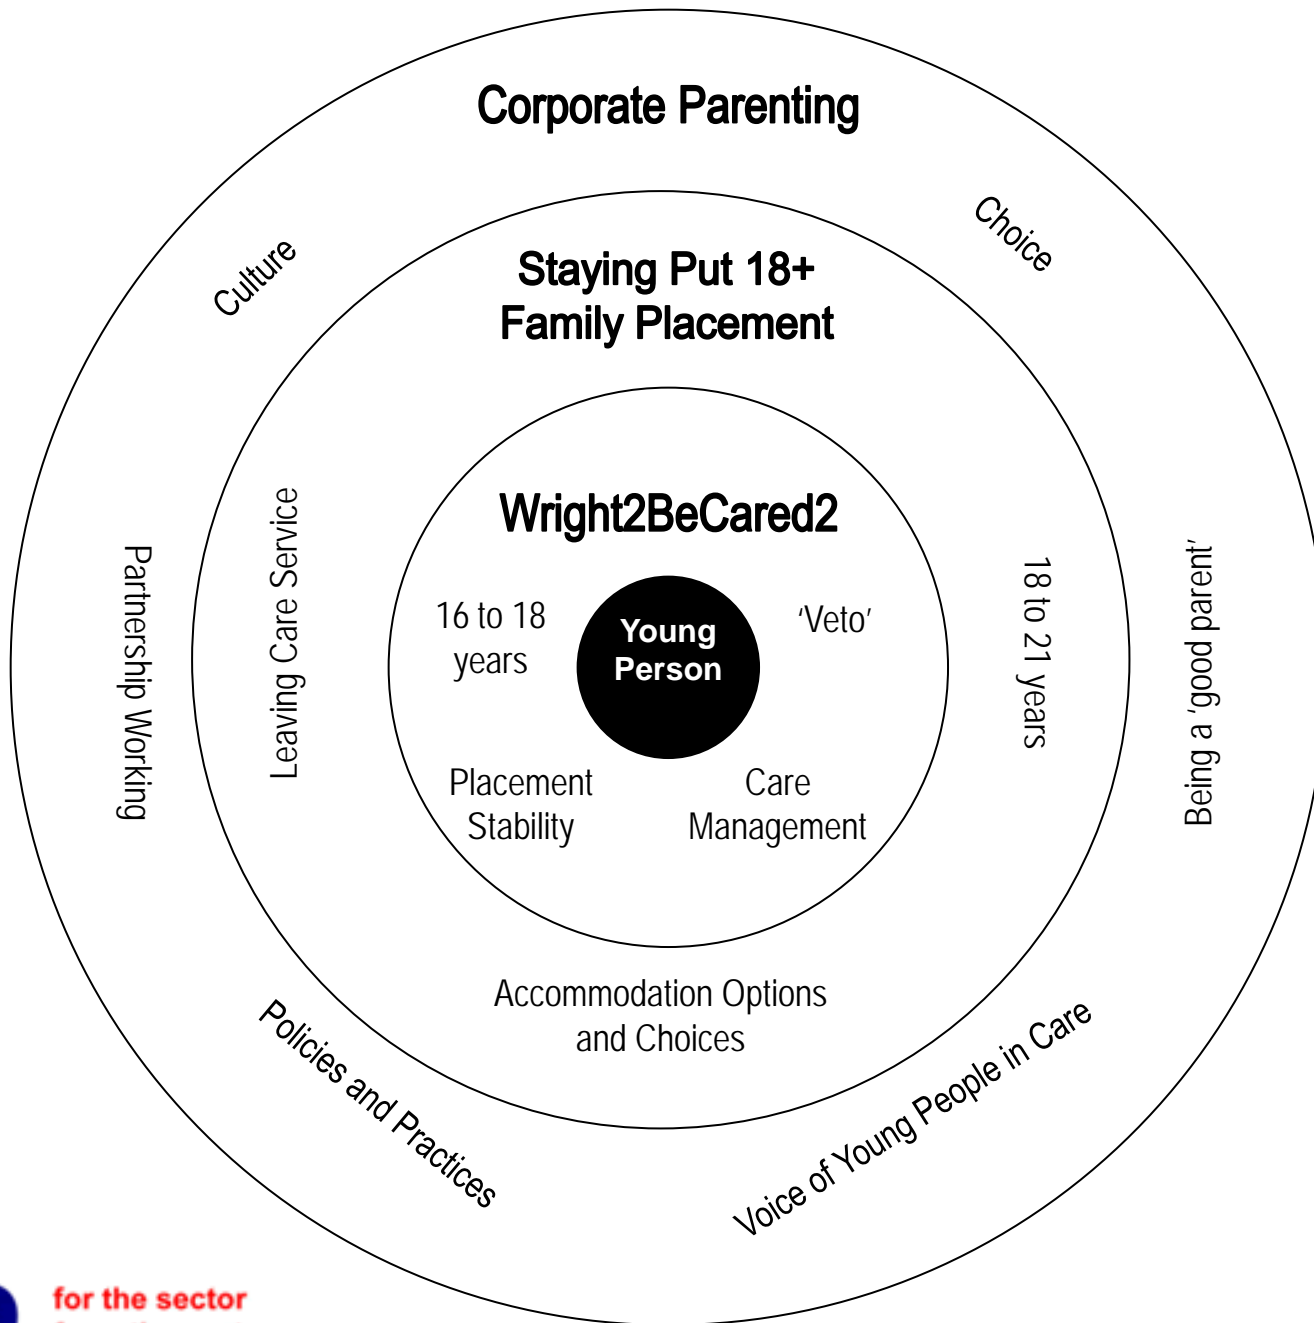 Corporate Parenting
Culture
Choice
Staying Put 18+
Family Placement
Wright2BeCared2
Partnership Working
Leaving Care Service
16 to 18
years
Young
Person
'Veto'
18 to 21 years
Being a 'good parent'
Placement
Stability
Care
Management
Accommodation Options
and Choices
Policies and Practices
Voice of Young People in Care
for the sector